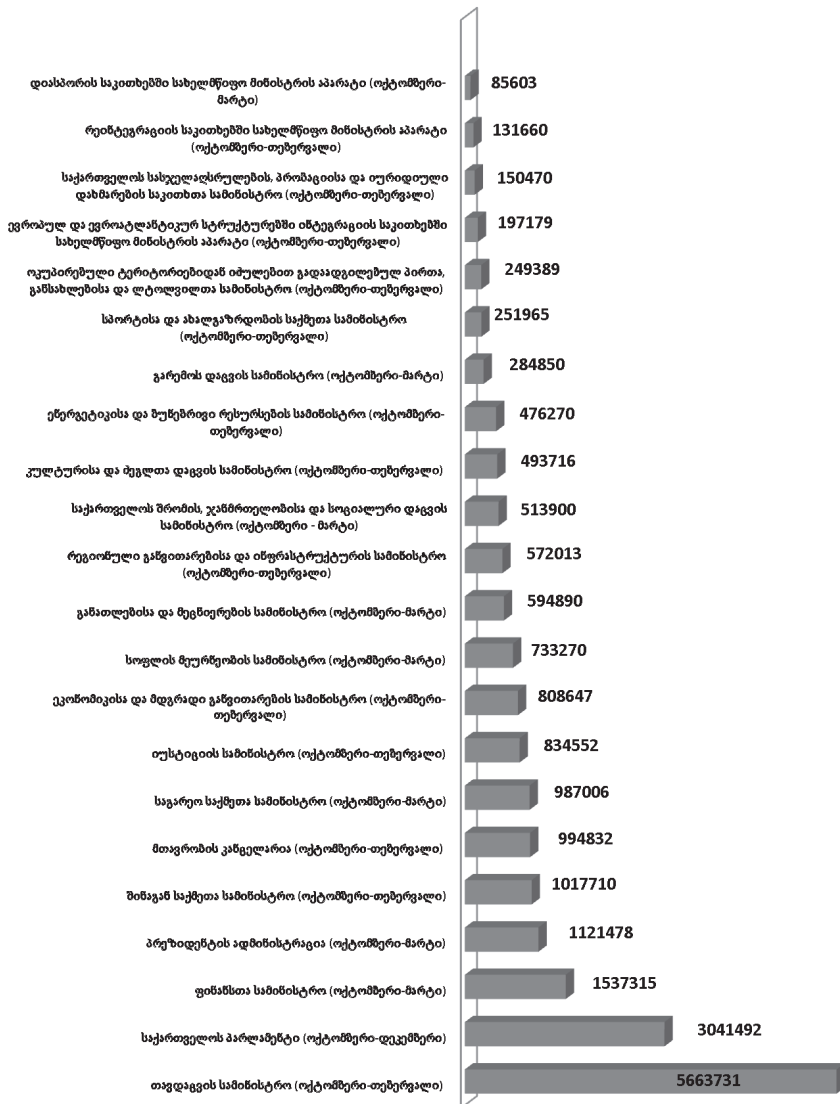 დიასპორის საკითხებში სახელმწიფო მინისტრის აპარატი (ოქტომბერი-
მარტი)
85603
რეინტეგრაციის საკითხებში სახელმწიფო მინისტრის აპარატი
(ოქტომბერი-თებერვალი)
131660
საქართველოს სასჯელაღსრულების, პრობაციისა და იურიდიული
დახმარების საკითხთა სამინისტრო (ოქტომბერი-თებერვალი)
150470
ევროპულ და ევროატლანტიკურ სტრუქტურებში ინტეგრაციის საკითხებში
სახელმწიფო მინისტრის აპარატი (ოქტომბერი-თებერვალი)
197179
ოკუპირებული ტერიტორიებიდან იძულებით გადაადგილებულ პირთა,
განსახლებისა და ლტოლვილთა სამინისტრო (ოქტომბერი-თებერვალი)
249389
სპორტისა და ახალგაზრდობის საქმეთა სამინისტრო
(ოქტომბერი-თებერვალი)
251965
გარემოს დაცვის სამინისტრო (ოქტომბერი-მარტი)
284850
ენერგეტიკისა და ბუნებრივი რესურსების სამინისტრო (ოქტომბერი-
თებერვალი)
476270
კულტურისა და ძეგლთა დაცვის სამინისტრო (ოქტომბერი-თებერვალი)
493716
საქართველოს შრომის, ჯანმრთელობისა და სოციალური დაცვის
სამინისტრო (ოქტომბერი - მარტი)
513900
რეგიონული განვითარებისა და ინფრასტრუქტურის სამინისტრო
(ოქტომბერი-თებერვალი)
572013
განათლებისა და მეცნიერების სამინისტრო (ოქტომბერი-მარტი)
594890
სოფლის მეურნეობის სამინისტრო (ოქტომბერი-მარტი)
733270
ეკონომიკისა და მდგრადი განვითარების სამინისტრო (ოქტომბერი-
თებერვალი)
808647
იუსტიციის სამინისტრო (ოქტომბერი-თებერვალი)
834552
საგარეო საქმეთა სამინისტრო (ოქტომბერი-მარტი)
987006
მთავრობის კანცელარია (ოქტომბერი-თებერვალი)
994832
შინაგან საქმეთა სამინისტრო (ოქტომბერი-თებერვალი)
1017710
პრეზიდენტის ადმინისტრაცია (ოქტომბერი-მარტი)
1121478
ფინანსთა სამინისტრო (ოქტომბერი-მარტი)
1537315
საქართველოს პარლამენტი (ოქტომბერი-დეკემბერი)
3041492
თავდაცვის სამინისტრო (ოქტომბერი-თებერვალი)
5663731